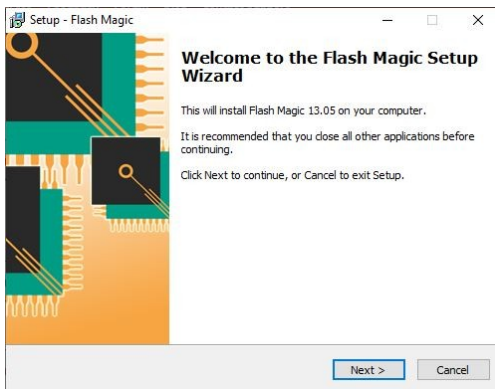 Setup - Flash Magic
Welcome to the Flash Magic Setup
Wizard
This will install Flash Magic 13.05 on your computer.
It is recommended that you close all other applications before
continuing.
Click Next to continue, or Cancel to exit Setup.
Next >
Cancel